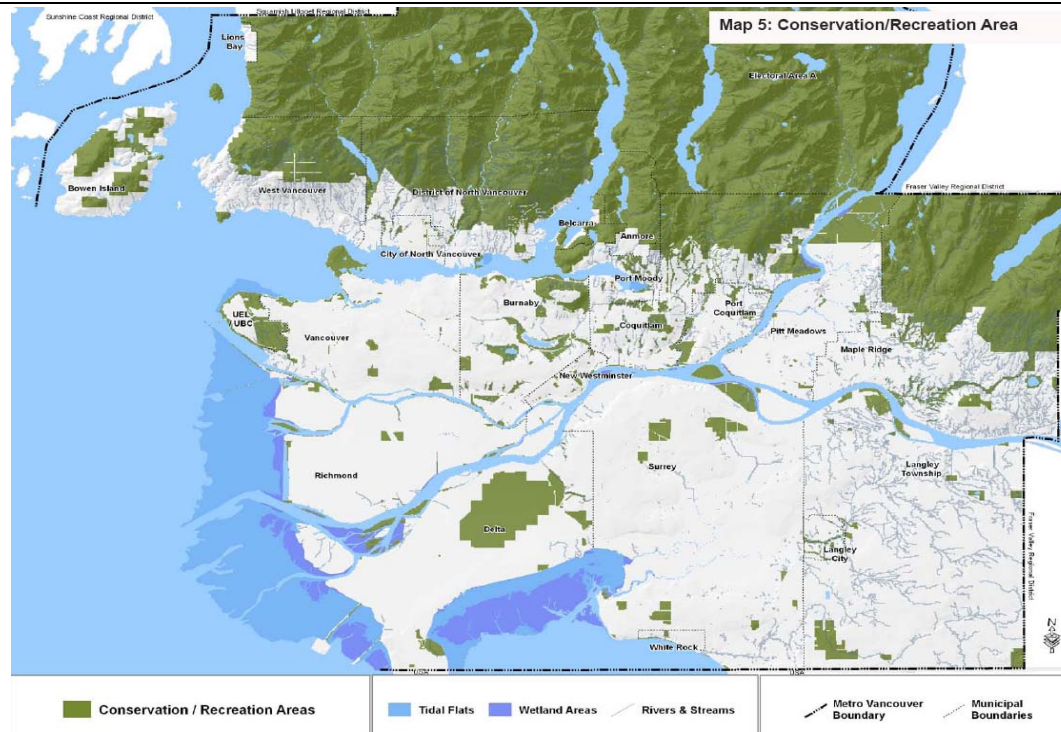 Sunshine Coast Regional District
Squamish Lillooet Regional District
Map 5: Conservation/Recreation Area
Lions
Bay
Electoral Area A
Bowen Island
West Vancouver
District of North Vancouver
Fraser Valley Regional District
Belcarra
Anmore
City of North Vancouver
Port Moody
UEL
/ UBC
Vancouver
Burnaby
Coquitlam
Port
Coquitlam
Pitt Meadows
Maple Ridge
New Westminster
Richmond
Surrey
Langley
Township
Delta
Langley
City
Fraser Valley Regional District
N
White Rock
USA
USA
Conservation / Recreation Areas
Tidal Flats
Wetland Areas
Rivers & Streams
Metro Vancouver
Boundary
Municipal
Boundaries